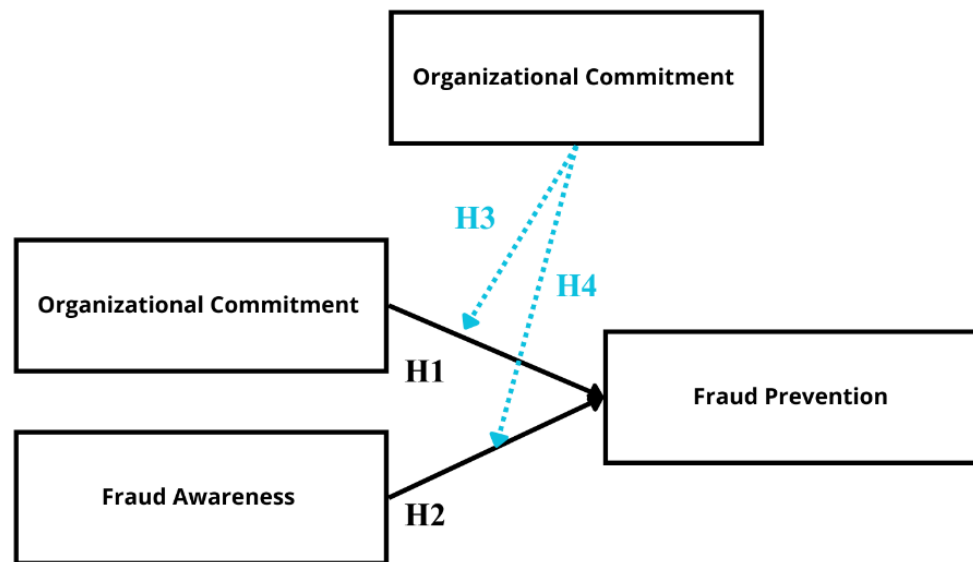 Organizational Commitment
H3
H4
Organizational Commitment
H1
Fraud Prevention
Fraud Awareness
H2